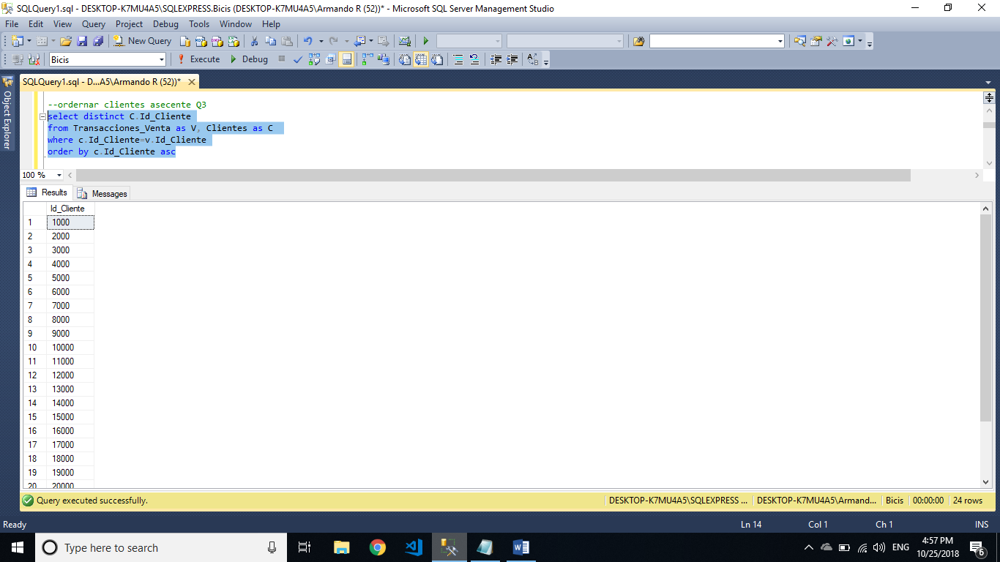 SQLQuery1.sql - DESKTOP-K7MU4A5\SQLEXPRESS.Bicis (DESKTOP-K7MU4A5\Armando R (52))* - Microsoft SQL Server Management Studio
File Edit View Query Project Debug Tools Window Help
New Query
Bicis Execute Debug
Object Explorer
SQLQuery1.sql - D...A5\Armando R (52))*
--ordernar clientes asecente Q3
select distinct C.Id_Cliente
from Transacciones_Venta as V, Clientes as C
where c.Id_Cliente=v.Id_Cliente
order by c.Id_Cliente asc
100 %
Results Messages
Id_Cliente
1 1000
2 2000
3 3000
4 4000
5 5000
6 6000
7 7000
8 8000
9 9000
10 10000
11 11000
12 12000
13 13000
14 14000
15 15000
16 16000
17 17000
18 18000
19 19000
20 20000
Query executed successfully. DESKTOP-K7MU4A5\SQLEXPRESS ... DESKTOP-K7MU4A5\Armand... Bicis 00:00:00 24 rows
Ready Ln 14 Col 1 Ch 1 INS
Type here to search ENG 4:57 PM
10/25/2018 6